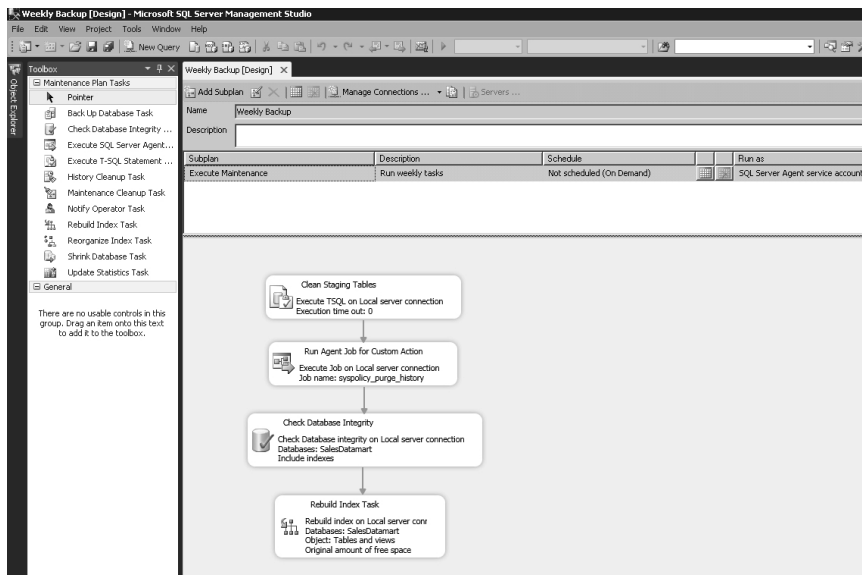 Weekly Backup [Design] - Microsoft SQL Server Management Studio
File Edit View Project Tools Window Help
New Query
Toolbox
Object Explorer
Maintenance Plan Tasks
Pointer
Back Up Database Task
Check Database Integrity ...
Execute SQL Server Agent...
Execute T-SQL Statement ...
History Cleanup Task
Maintenance Cleanup Task
Notify Operator Task
Rebuild Index Task
Reorganize Index Task
Shrink Database Task
Update Statistics Task
General
There are no usable controls in this
group. Drag an item onto this text
to add it to the toolbox.
Weekly Backup [Design]
Add Subplan Manage Connections ... Servers ...
Name Weekly Backup
Description
Subplan Description Schedule Run as
Execute Maintenance Run weekly tasks Not scheduled (On Demand) SQL Server Agent service account
Clean Staging Tables
Execute TSQL on Local server connection
Execution time out: 0
Run Agent Job for Custom Action
Execute Job on Local server connection
Job name: syspolicy_purge_history
Check Database Integrity
Check Database integrity on Local server connection
Databases: SalesDatamart
Include indexes
Rebuild Index Task
Rebuild index on Local server conr
Databases: SalesDatamart
Object: Tables and views
Original amount of free space